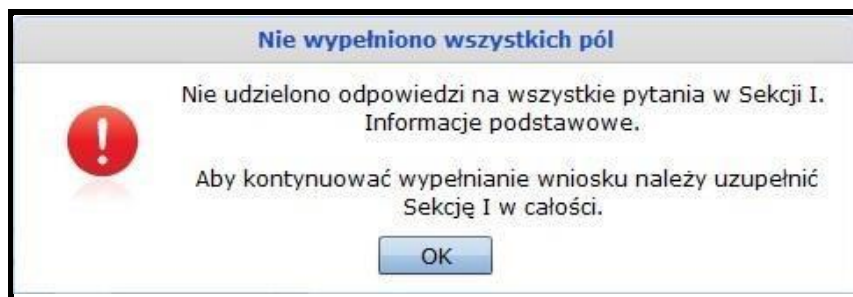 Nie wypełniono wszystkich pól
Nie udzielono odpowiedzi na wszystkie pytania w Sekcji I.
Informacje podstawowe.
Aby kontynuować wypełnianie wniosku należy uzupełnić
Sekcję I w całości.
OK